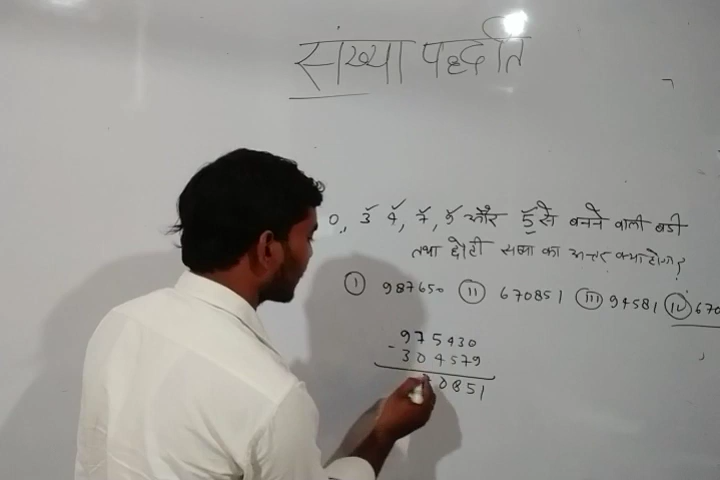 संख्या पद्धति
0, 3 4, 7, 9 और 5 से बनने वाली बडी
तथा छोटी संख्या का अन्तर क्या होगा?
(I) 987650 (II) 670851 (III) 94581 (IV) 670
975430
- 304579
0851